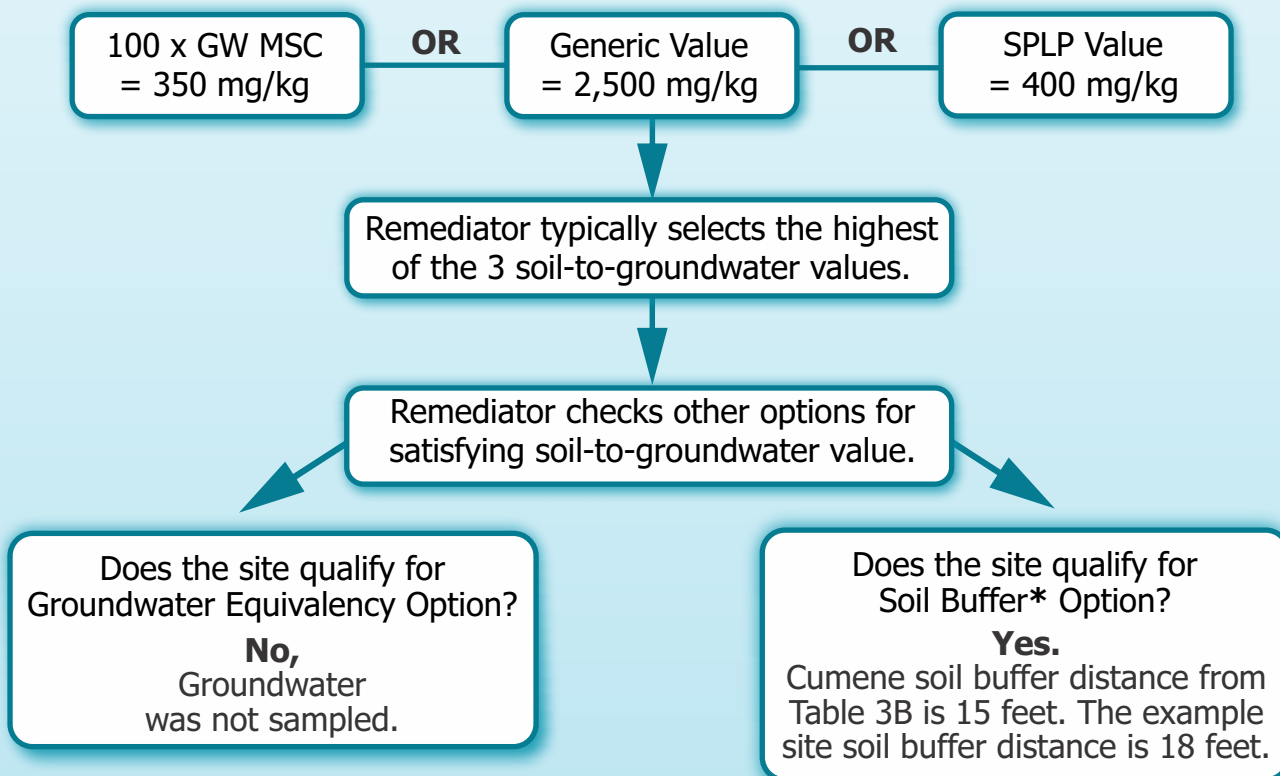 100 x GW MSC
= 350 mg/kg
OR
Generic Value
= 2,500 mg/kg
OR
SPLP Value
= 400 mg/kg
Remediator typically selects the highest
of the 3 soil-to-groundwater values.
Remediator checks other options for
satisfying soil-to-groundwater value.
Does the site qualify for
Groundwater Equivalency Option?
No,
Groundwater
was not sampled.
Does the site qualify for
Soil Buffer* Option?
Yes.
Cumene soil buffer distance from
Table 3B is 15 feet. The example
site soil buffer distance is 18 feet.